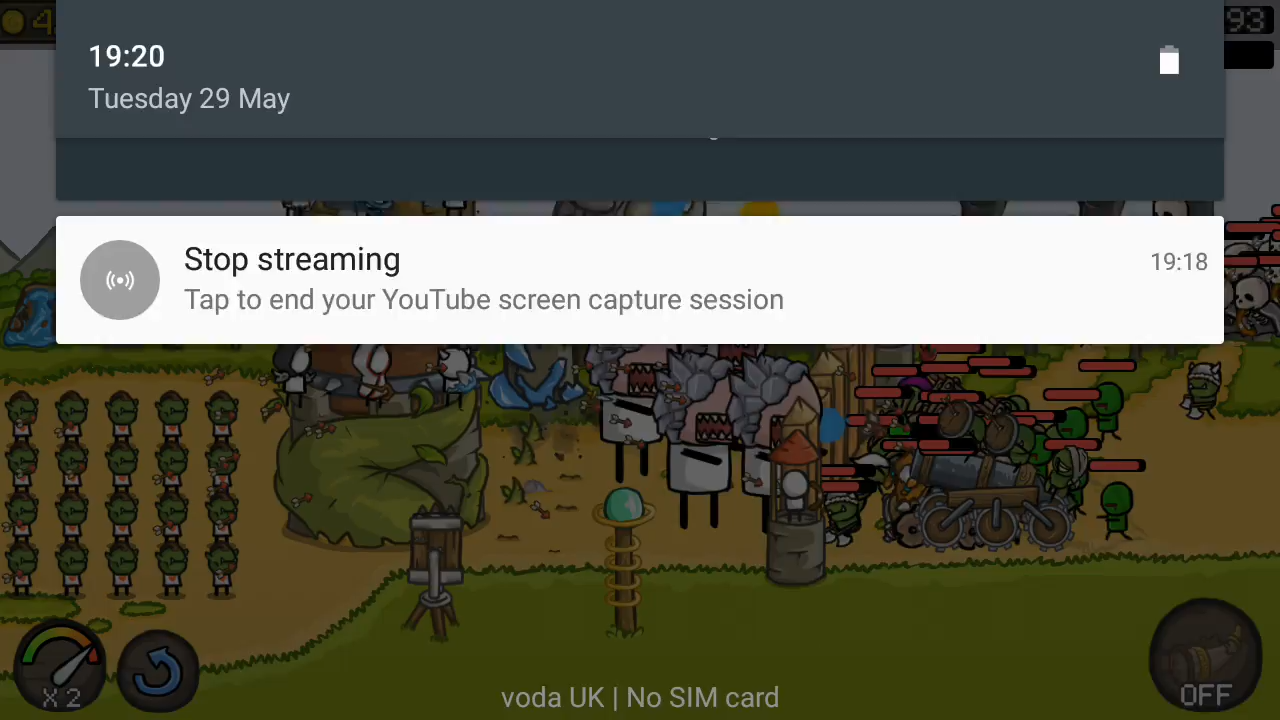 19:20
Tuesday 29 May
93
Stop streaming
19:18
Tap to end your YouTube screen capture session
X 2
OFF
voda UK | No SIM card